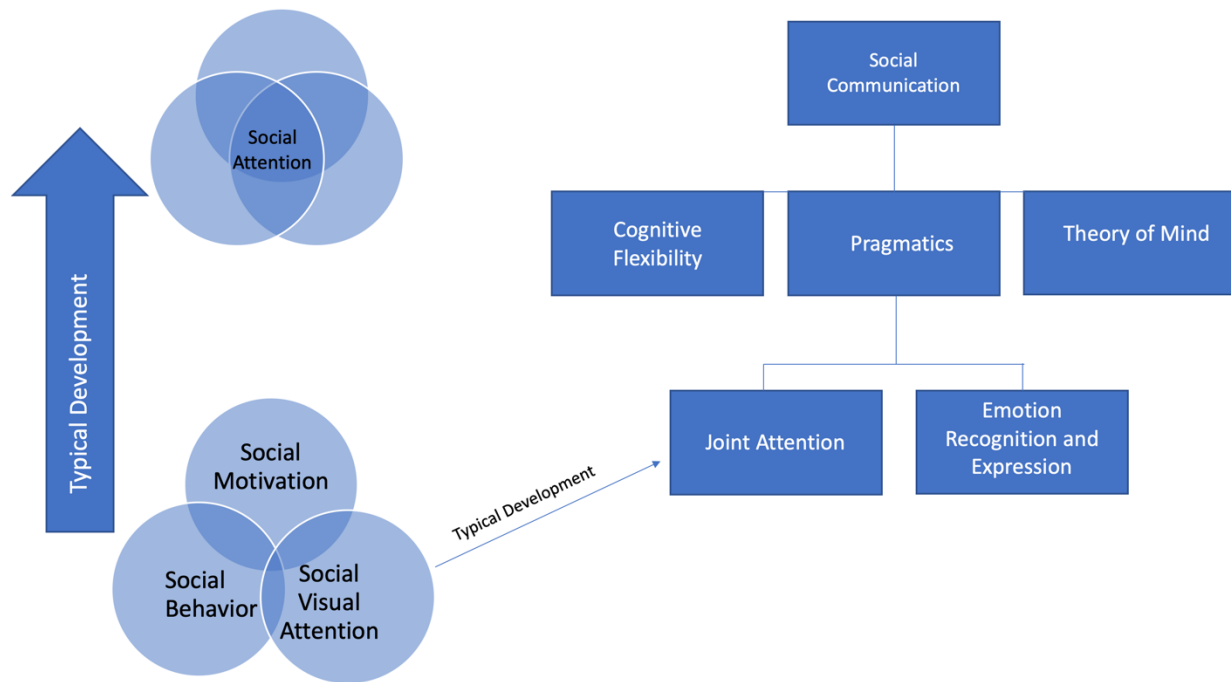 Social
Attention
Typical Development
Social
Motivation
Social
Behavior
Social
Visual
Attention
Typical Development
Social
Communication
Cognitive
Flexibility
Pragmatics
Theory of Mind
Joint Attention
Emotion
Recognition and
Expression